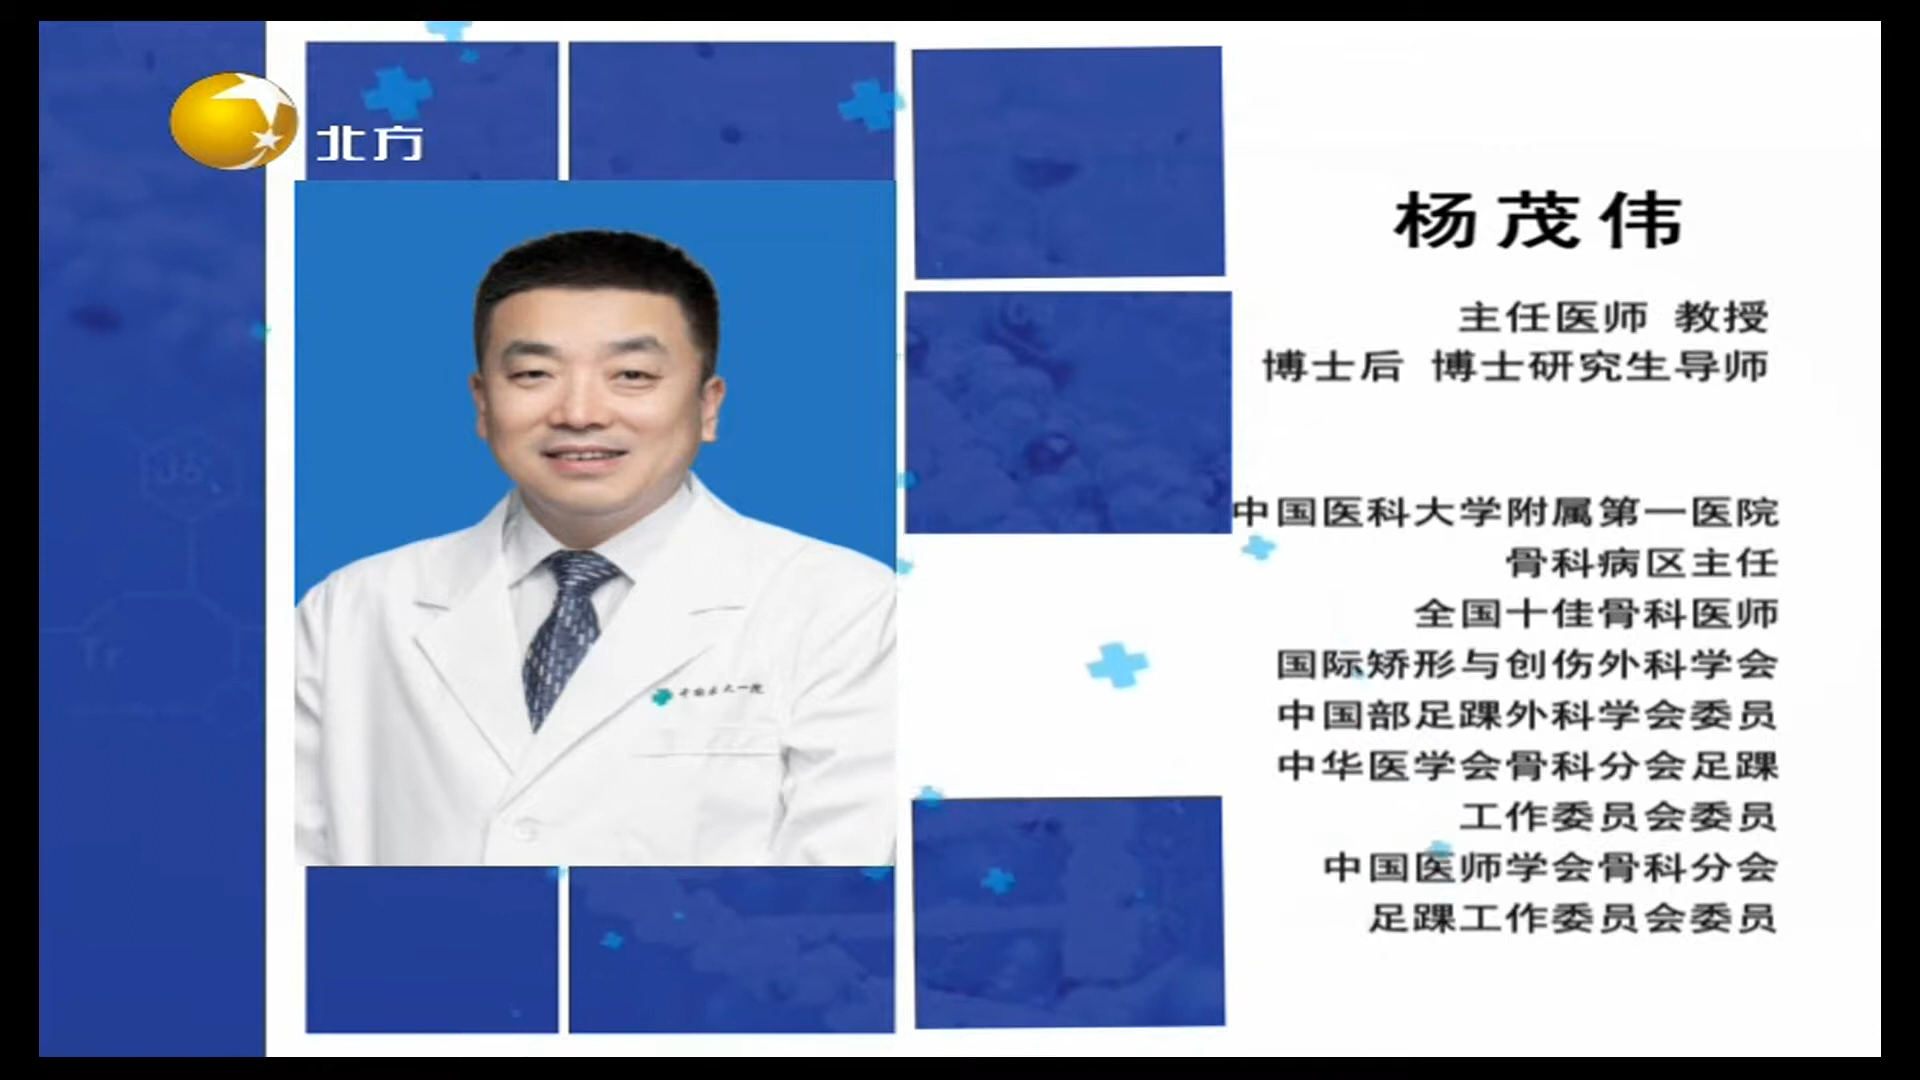 北方
杨茂伟
主任医师 教授
博士后 博士研究生导师
中国医科大学附属第一医院
骨科病区主任
全国十佳骨科医师
国际矫形与创伤外科学会
中国部足踝外科学会委员
中华医学会骨科分会足踝
工作委员会委员
中国医师学会骨科分会
足踝工作委员会委员